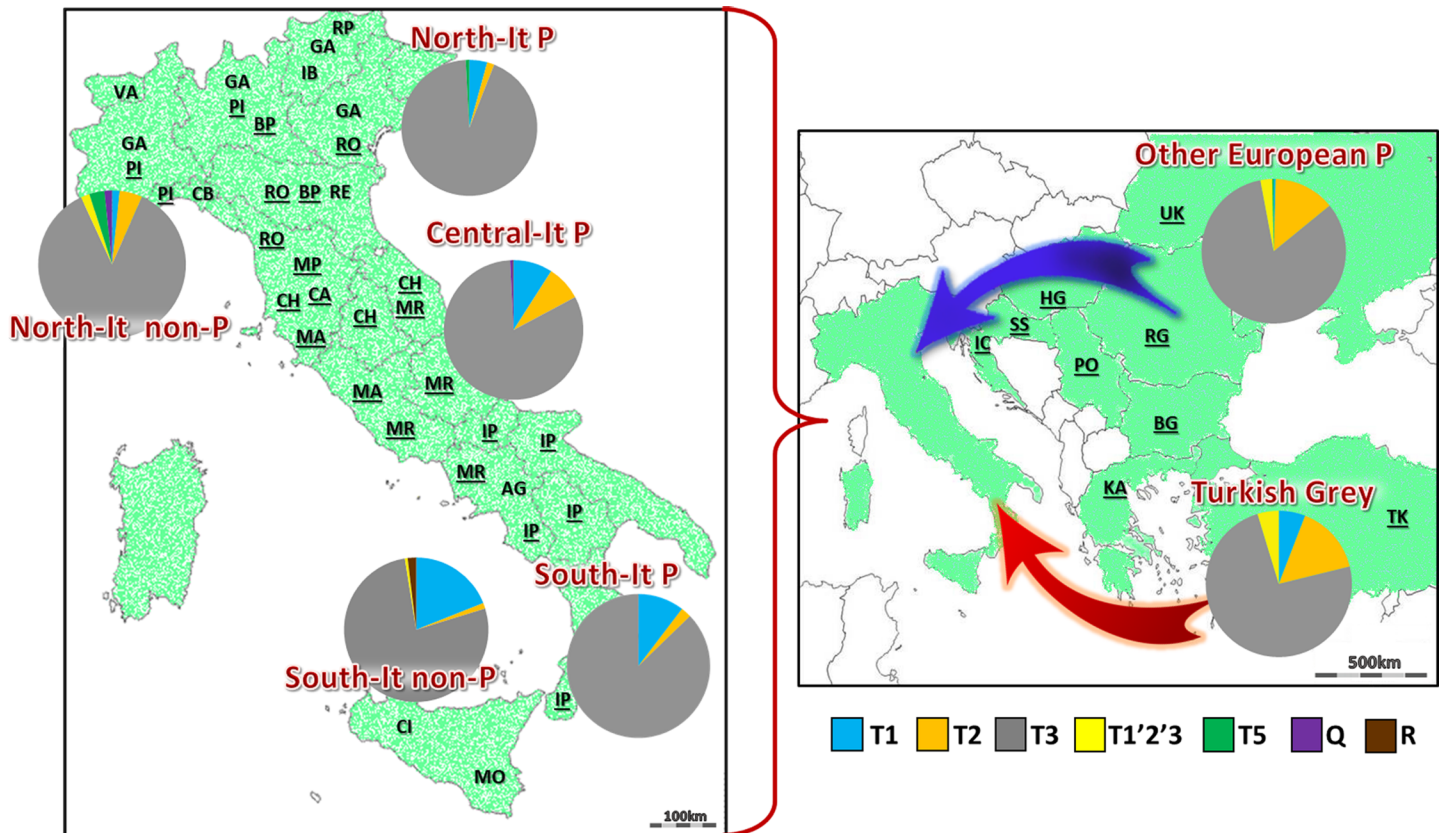 RP
North-It P
GA
IB
GA
VA
PI
GA
BP
GA
RO
PI
PI
CB
RO
BP
RE
RO
Central-It P
MP
CH
CA
CH
MR
North-It non-P
CH
MA
MA
MR
MR
IP
IP
MR
AG
IP
IP
South-It P
South-It non-P
IP
CI
MO
100km
Other European P
UK
HG
SS
IC
RG
PO
BG
KA
Turkish Grey
TK
500km
T1
T2
T3
T1’2’3
T5
Q
R